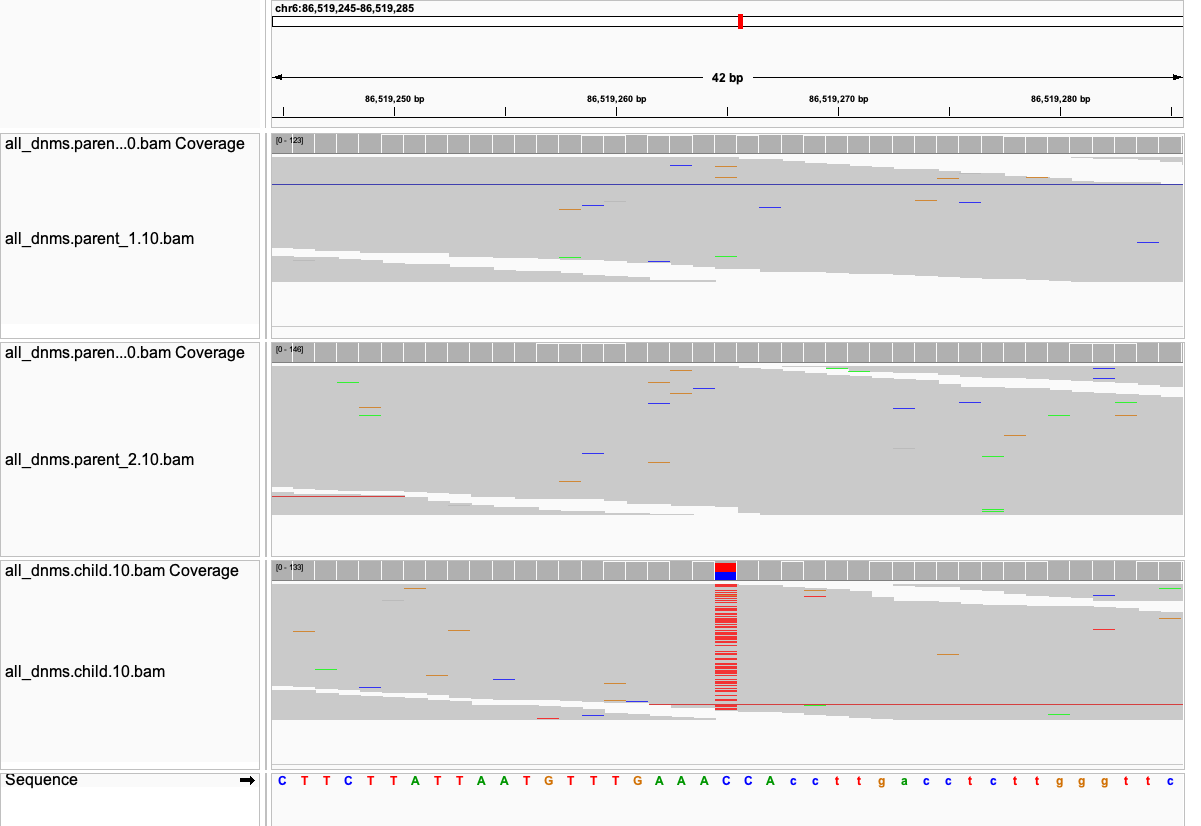 chr6:86,519,245-86,519,285
42 bp
86,519,250 bp 86,519,260 bp 86,519,270 bp 86,519,280 bp
all_dnms.paren...0.bam Coverage
[0 - 123]
all_dnms.parent_1.10.bam
all_dnms.paren...0.bam Coverage
[0 - 146]
all_dnms.parent_2.10.bam
all_dnms.child.10.bam Coverage
[0 - 133]
all_dnms.child.10.bam
Sequence
C T T C T T A T T A A T G T T T G A A A C C A c c t t g a c c t c t t g g g t t c